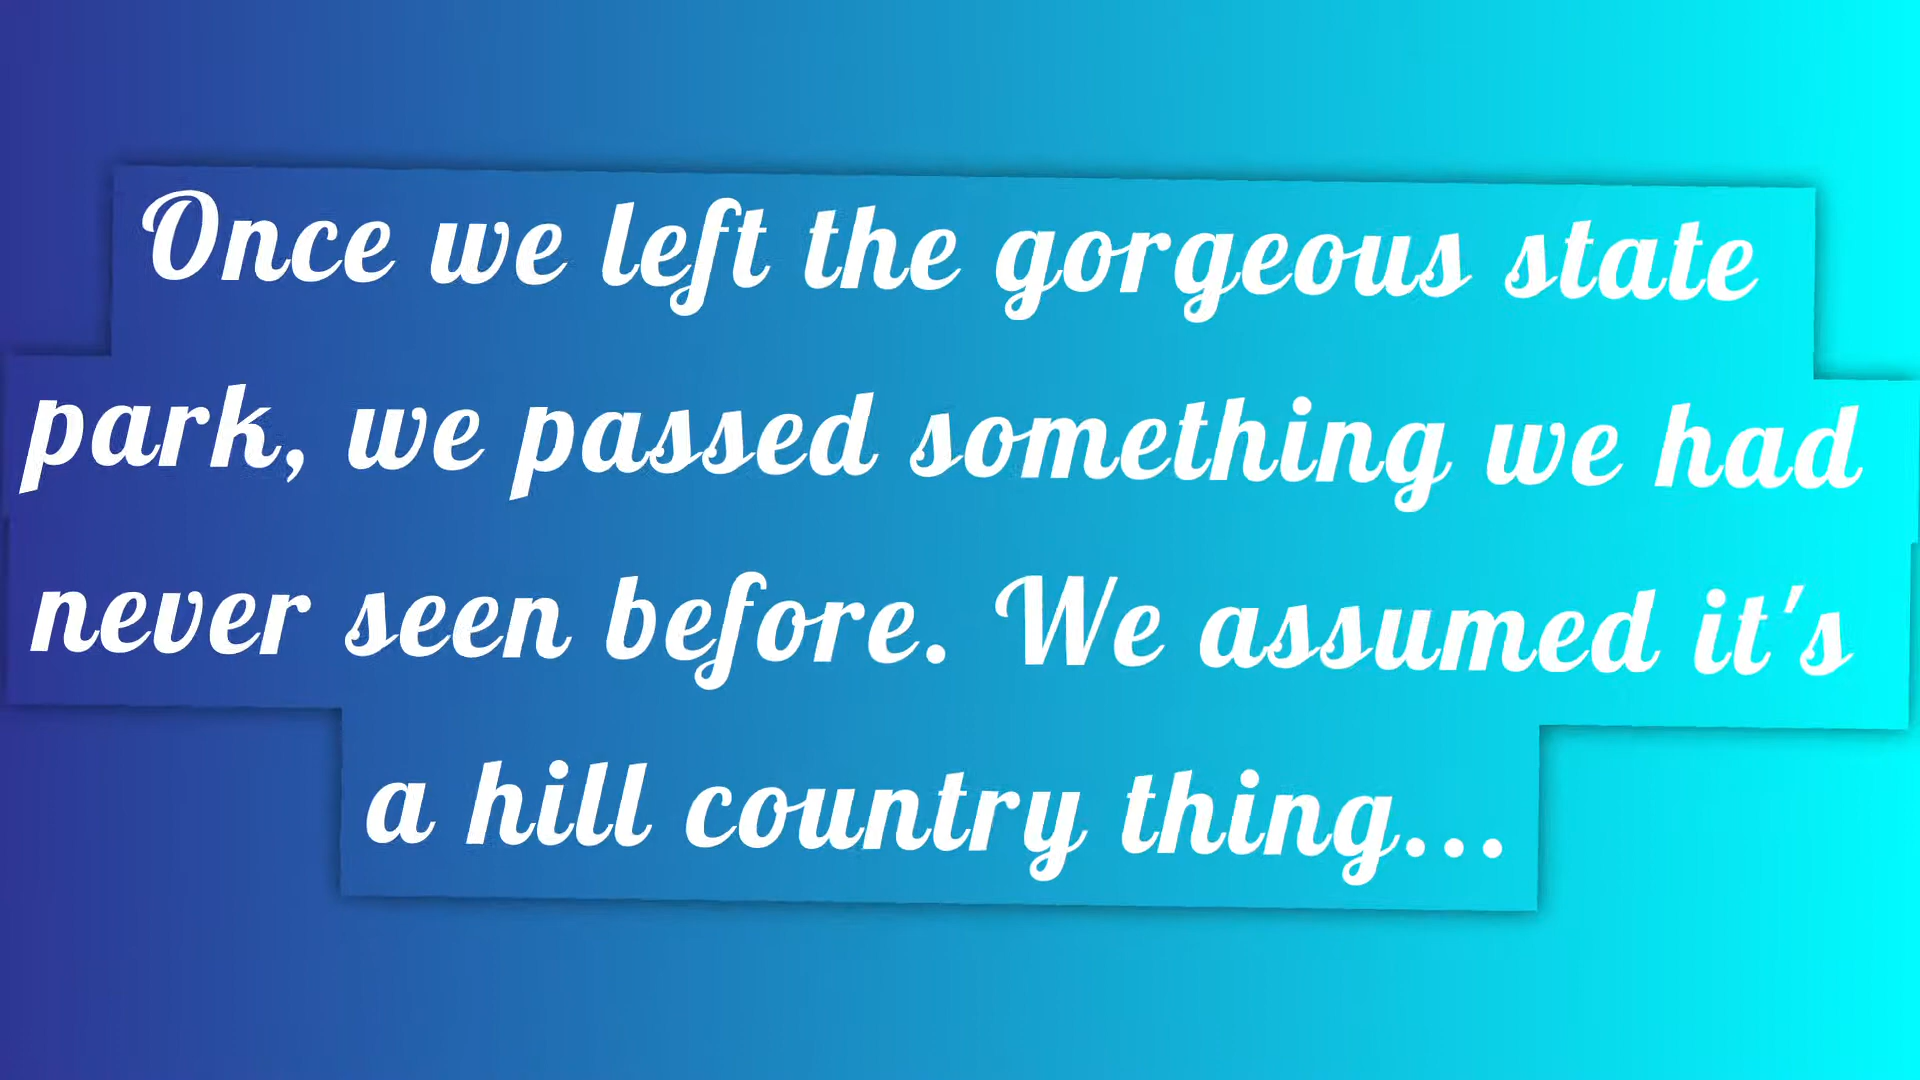 Once we left the gorgeous state
park, we passed something we had
never seen before. We assumed it's
a hill country thing...